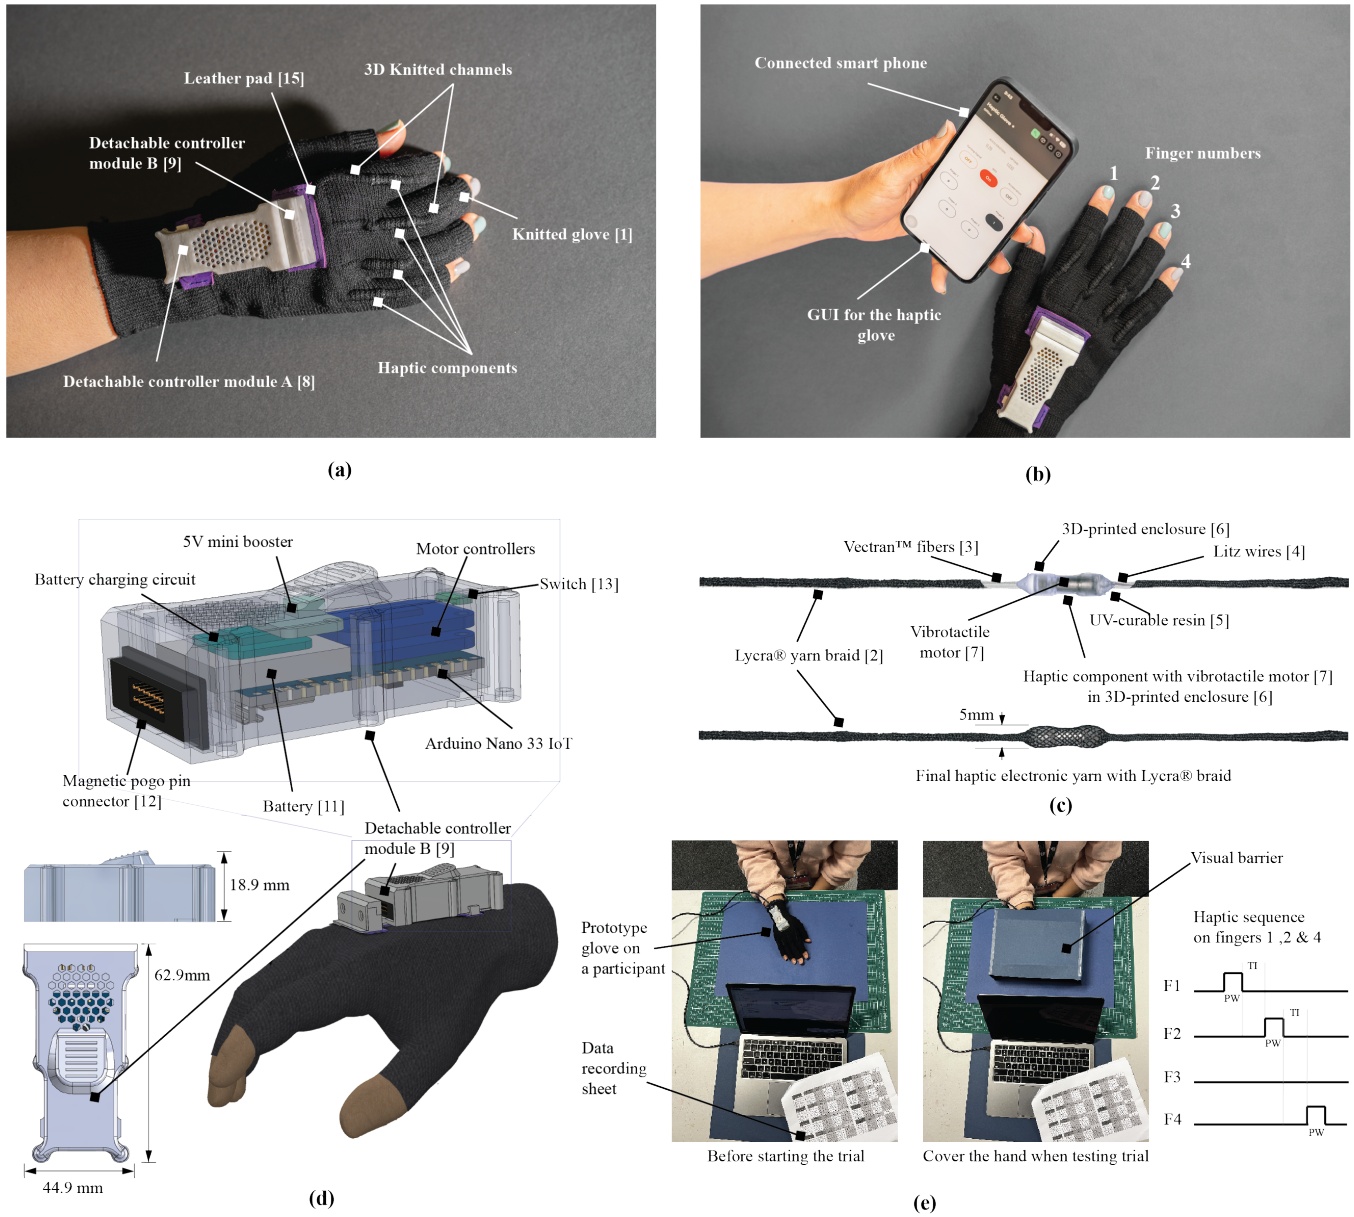 Leather pad [15]
3D Knitted channels
Detachable controller
module B [9]
Knitted glove [1]
Haptic components
Detachable controller module A [8]
(a)
Connected smart phone
Finger numbers
1
2
3
4
GUI for the haptic
glove
(b)
3D-printed enclosure [6]
Vectran™ fibers [3]
Litz wires [4]
UV-curable resin [5]
Vibrotactile
motor [7]
Lycra® yarn braid [2]
Haptic component with vibrotactile motor [7]
in 3D-printed enclosure [6]
5mm
Final haptic electronic yarn with Lycra® braid
(c)
5V mini booster
Motor controllers
Battery charging circuit
Switch [13]
Arduino Nano 33 IoT
Magnetic pogo pin
connector [12]
Battery [11]
Detachable controller
module B [9]
18.9 mm
62.9mm
44.9 mm
(d)
Prototype
glove on
a participant
Data
recording
sheet
Visual barrier
Haptic sequence
on fingers 1 ,2 & 4
F1
TI
PW
F2
TI
PW
F3
F4
PW
Before starting the trial
Cover the hand when testing trial
(e)